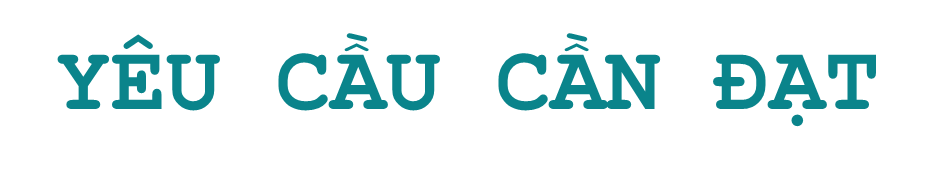 YÊU CẦU CẦN ĐẠT